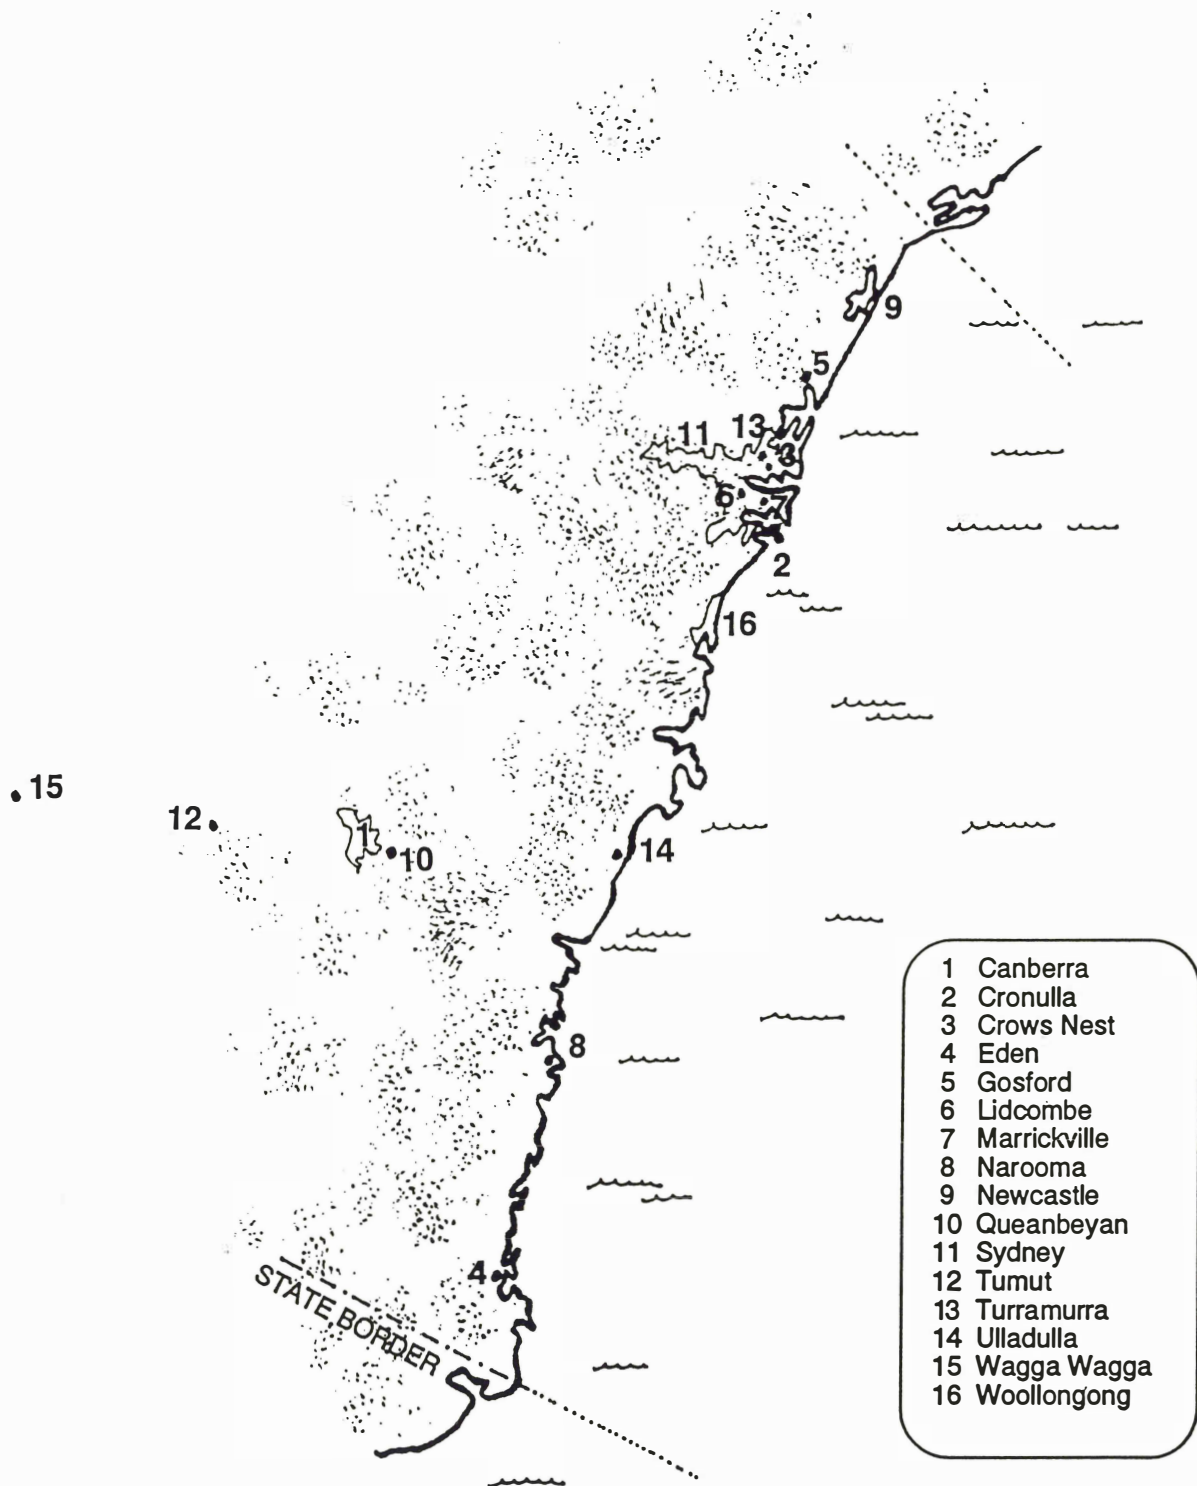 9
5
13
11
3
6
7
2
16
15
12
1
10
14
8
4
STATE BORDER
1 Canberra
2 Cronulla
3 Crows Nest
4 Eden
5 Gosford
6 Lidcombe
7 Marrickville
8 Narooma
9 Newcastle
10 Queanbeyan
11 Sydney
12 Tumut
13 Turramurra
14 Ulladulla
15 Wagga Wagga
16 Woollongong